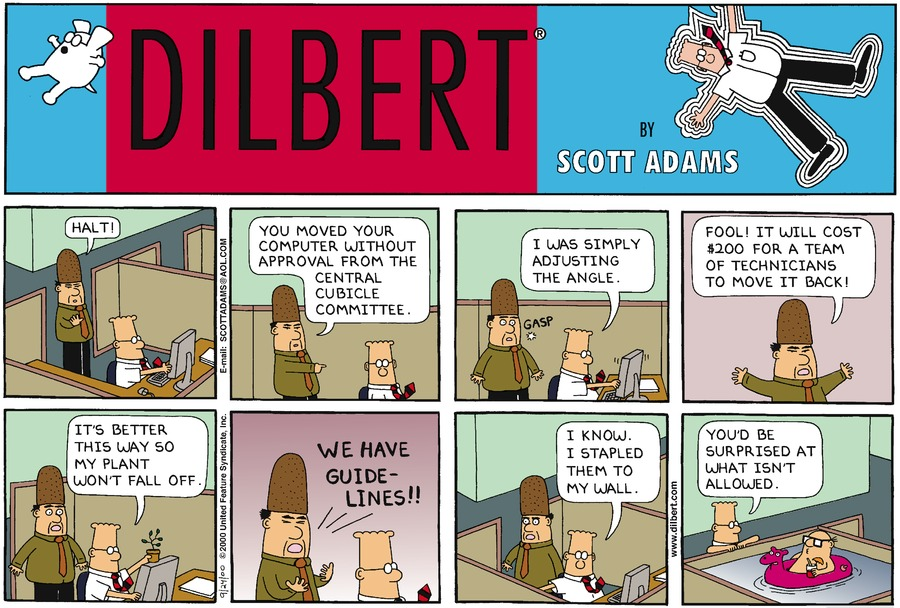 DILBERT®
BY
SCOTT ADAMS
HALT!
E-mail: SCOTTADAMS@AOL.COM
YOU MOVED YOUR
COMPUTER WITHOUT
APPROVAL FROM THE
CENTRAL
CUBICLE
COMMITTEE.
I WAS SIMPLY
ADJUSTING
THE ANGLE.
GASP
FOOL! IT WILL COST
$200 FOR A TEAM
OF TECHNICIANS
TO MOVE IT BACK!
IT'S BETTER
THIS WAY SO
MY PLANT
WON'T FALL OFF.
9/24/00 © 2000 United Feature Syndicate, Inc.
WE HAVE
GUIDE-
LINES!!
I KNOW.
I STAPLED
THEM TO
MY WALL.
www.dilbert.com
YOU'D BE
SURPRISED AT
WHAT ISN'T
ALLOWED.